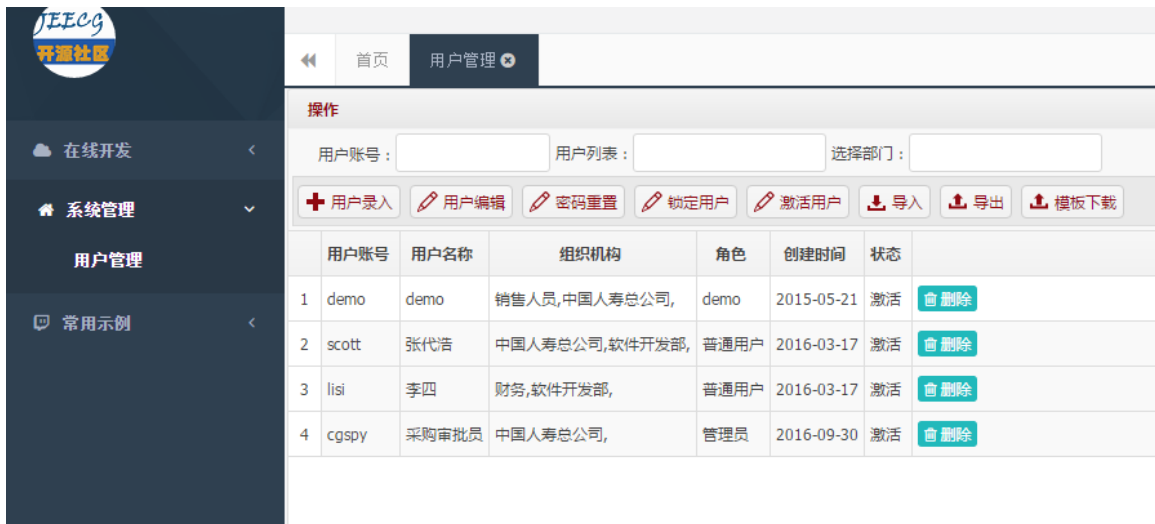 JEECG
开源社区
首页 用户管理
操作
在线开发
用户账号： 用户列表： 选择部门：
系统管理
用户录入 用户编辑 密码重置 锁定用户 激活用户 导入 导出 模板下载
用户管理
用户账号 用户名称 组织机构 角色 创建时间 状态
1 demo demo 销售人员,中国人寿总公司, demo 2015-05-21 激活 删除
常用示例
2 scott 张代浩 中国人寿总公司,软件开发部, 普通用户 2016-03-17 激活 删除
3 lisi 李四 财务,软件开发部, 普通用户 2016-03-17 激活 删除
4 cgspy 采购审批员 中国人寿总公司, 管理员 2016-09-30 激活 删除